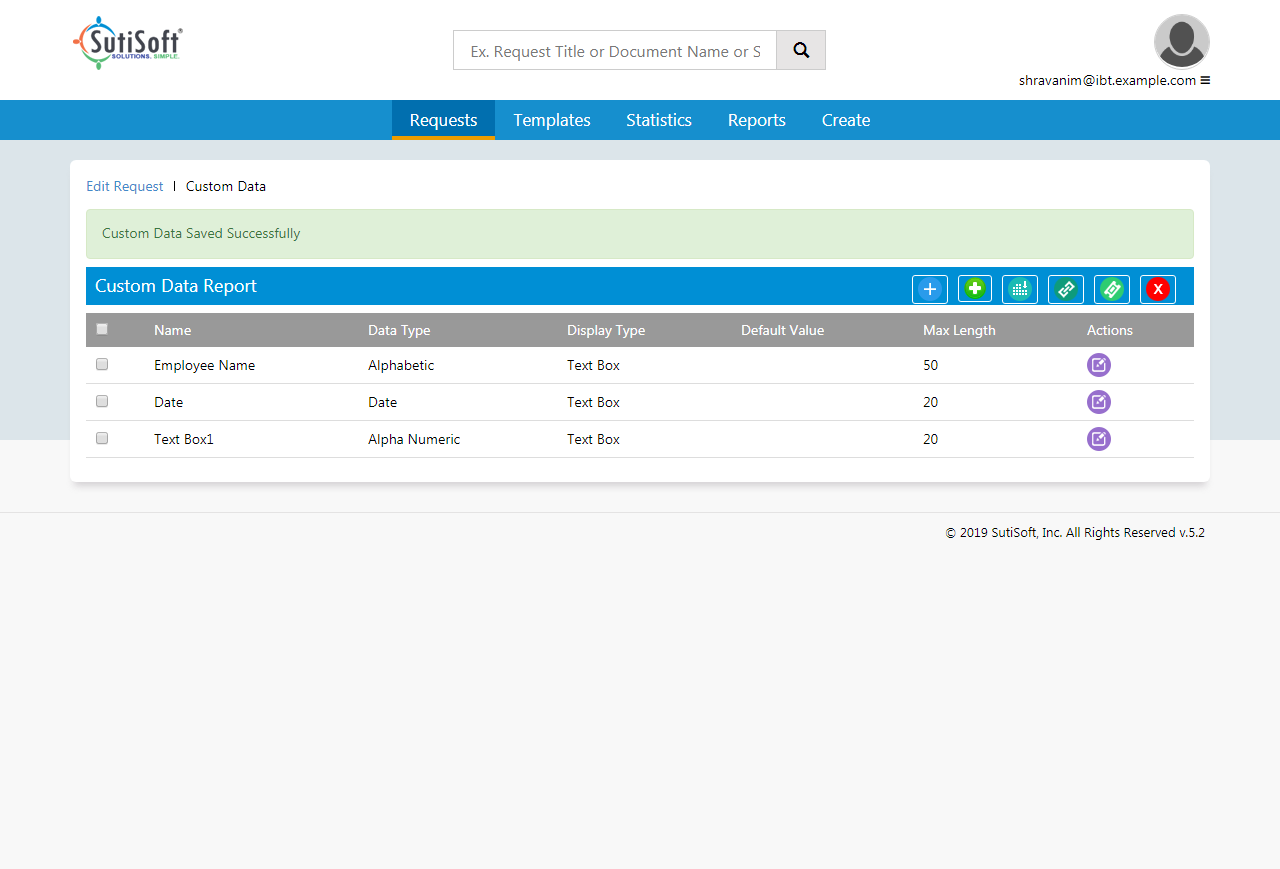 SutiSoft®
SOLUTIONS. SIMPLE.
Ex. Request Title or Document Name or S
shravanim@ibt.example.com ≡
Requests Templates Statistics Reports Create
Edit Request | Custom Data
Custom Data Saved Successfully
Custom Data Report X
Name Data Type Display Type Default Value Max Length Actions
Employee Name Alphabetic Text Box 50
Date Date Text Box 20
Text Box1 Alpha Numeric Text Box 20
© 2019 SutiSoft, Inc. All Rights Reserved v.5.2